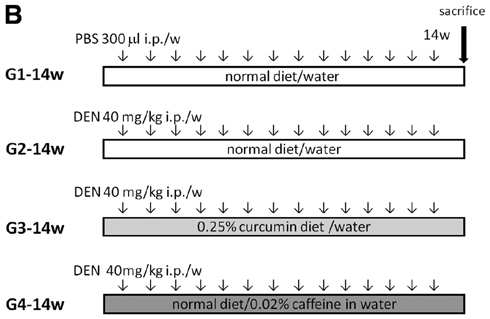 B
sacrifice
PBS 300 µl i.p./w
14w
G1-14w
normal diet/water
DEN 40 mg/kg i.p./w
G2-14w
normal diet/water
DEN 40 mg/kg i.p./w
G3-14w
0.25% curcumin diet /water
DEN 40mg/kg i.p./w
G4-14w
normal diet/0.02% caffeine in water